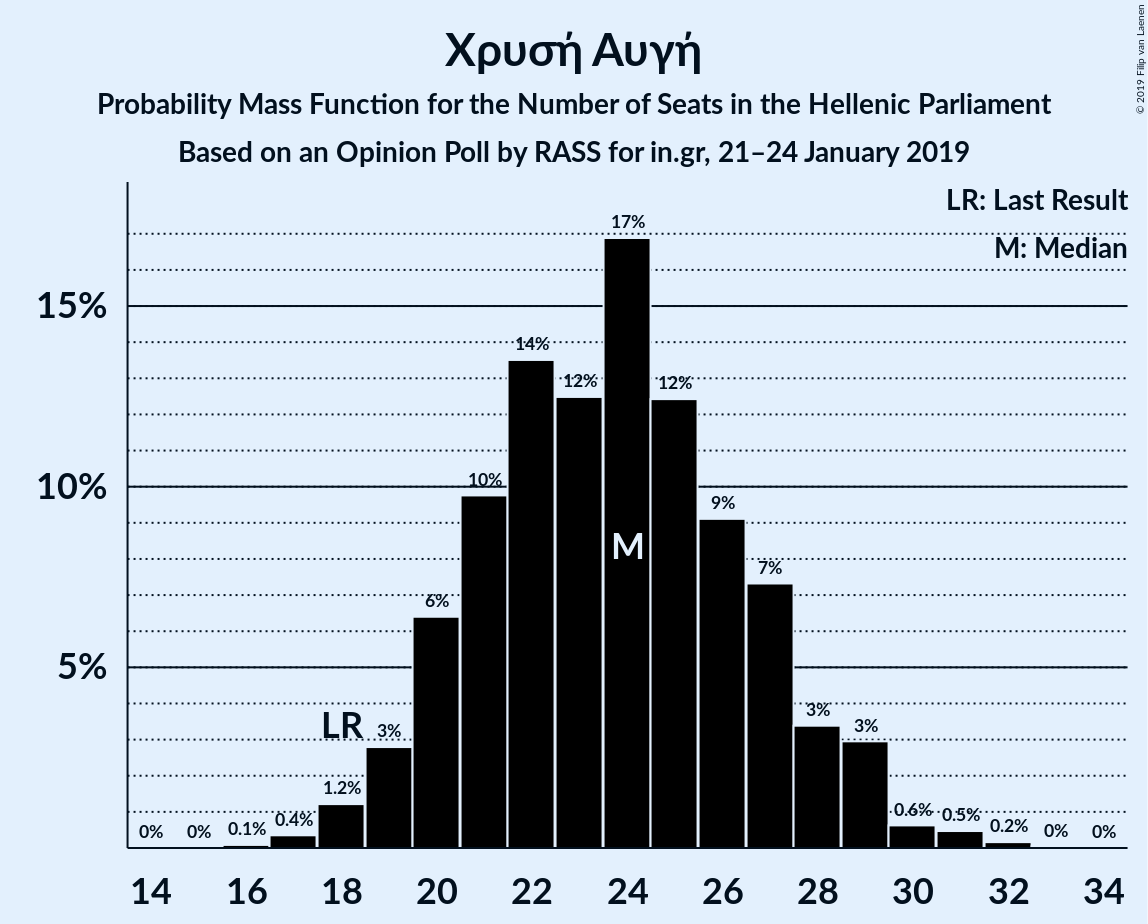 Χρυσή Αυγή
Probability Mass Function for the Number of Seats in the Hellenic Parliament
Based on an Opinion Poll by RASS for in.gr, 21–24 January 2019
© 2019 Filip van Laenen
LR: Last Result
M: Median
15%
10%
5%
0%
0%
0.1%
0.4%
1.2%
LR
3%
6%
10%
14%
12%
17%
M
12%
9%
7%
3%
3%
0.6%
0.5%
0.2%
0%
0%
14 16 18 20 22 24 26 28 30 32 34